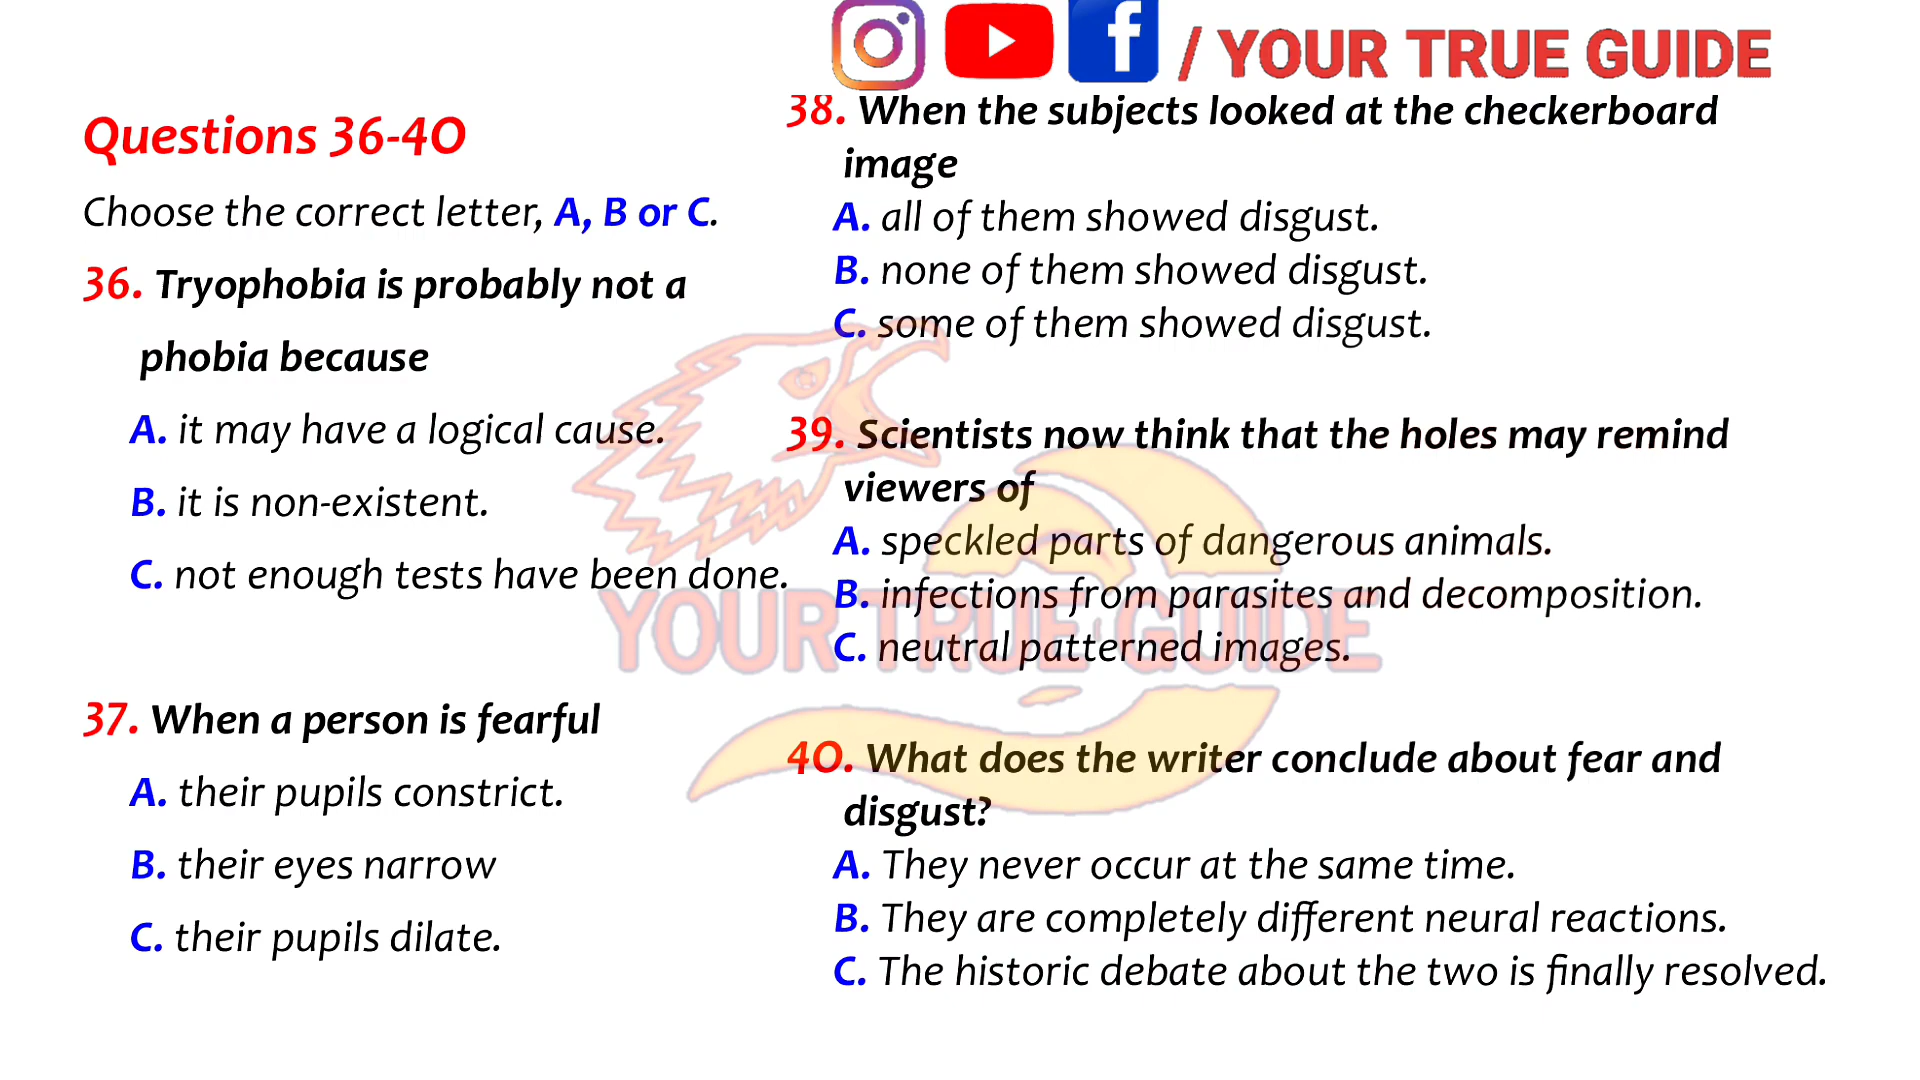 / YOUR TRUE GUIDE
Questions 36-40
Choose the correct letter, A, B or C.
36. Tryophobia is probably not a
phobia because
A. it may have a logical cause.
B. it is non-existent.
C. not enough tests have been done.
37. When a person is fearful
A. their pupils constrict.
B. their eyes narrow
C. their pupils dilate.
38. When the subjects looked at the checkerboard
image
A. all of them showed disgust.
B. none of them showed disgust.
C. some of them showed disgust.
39. Scientists now think that the holes may remind
viewers of
A. speckled parts of dangerous animals.
B. infections from parasites and decomposition.
C. neutral patterned images.
40. What does the writer conclude about fear and
disgust?
A. They never occur at the same time.
B. They are completely different neural reactions.
C. The historic debate about the two is finally resolved.
YOUR TRUE GUIDE